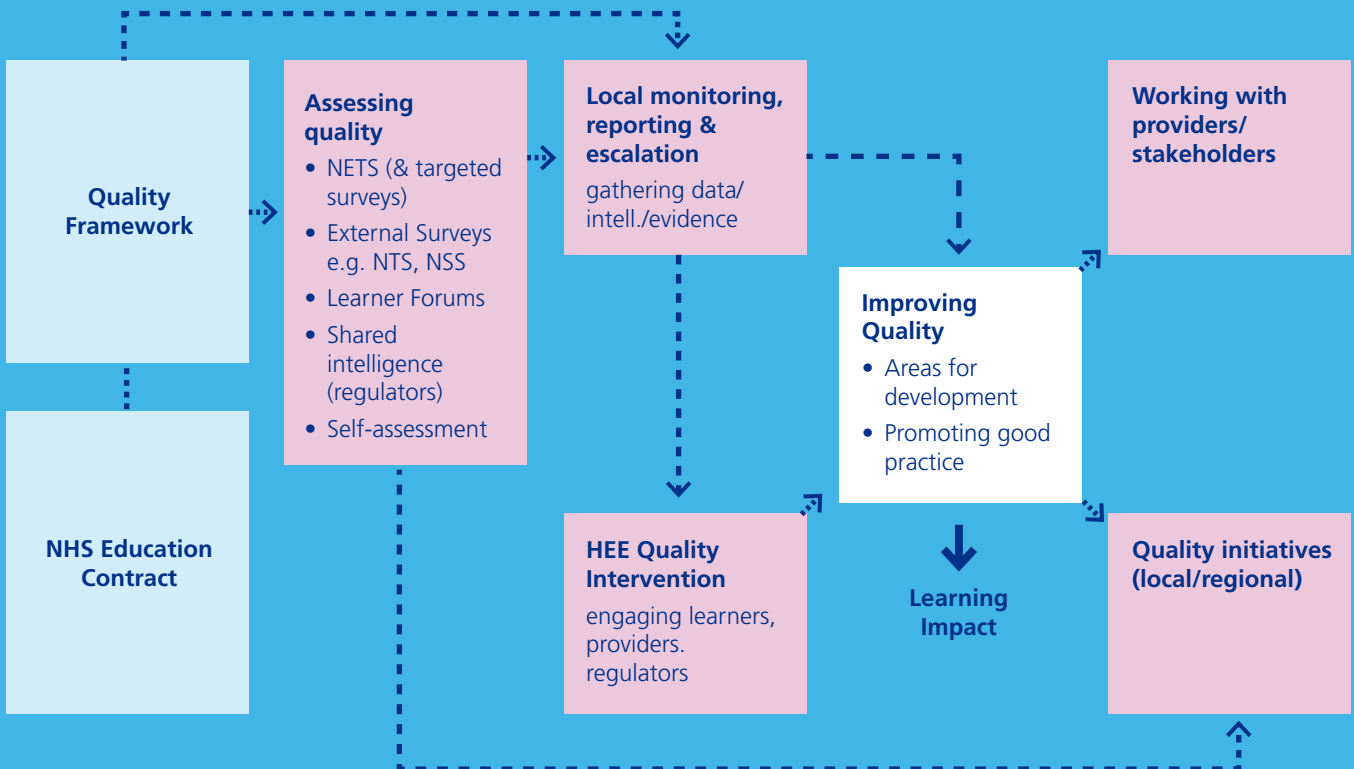 Quality
Framework
NHS Education
Contract
Assessing
quality
• NETS (& targeted
surveys)
• External Surveys
e.g. NTS, NSS
• Learner Forums
• Shared
intelligence
(regulators)
• Self-assessment
Local monitoring,
reporting &
escalation
gathering data/
intell./evidence
HEE Quality
Intervention
engaging learners,
providers.
regulators
Improving
Quality
• Areas for
development
• Promoting good
practice
Learning
Impact
Working with
providers/
stakeholders
Quality initiatives
(local/regional)